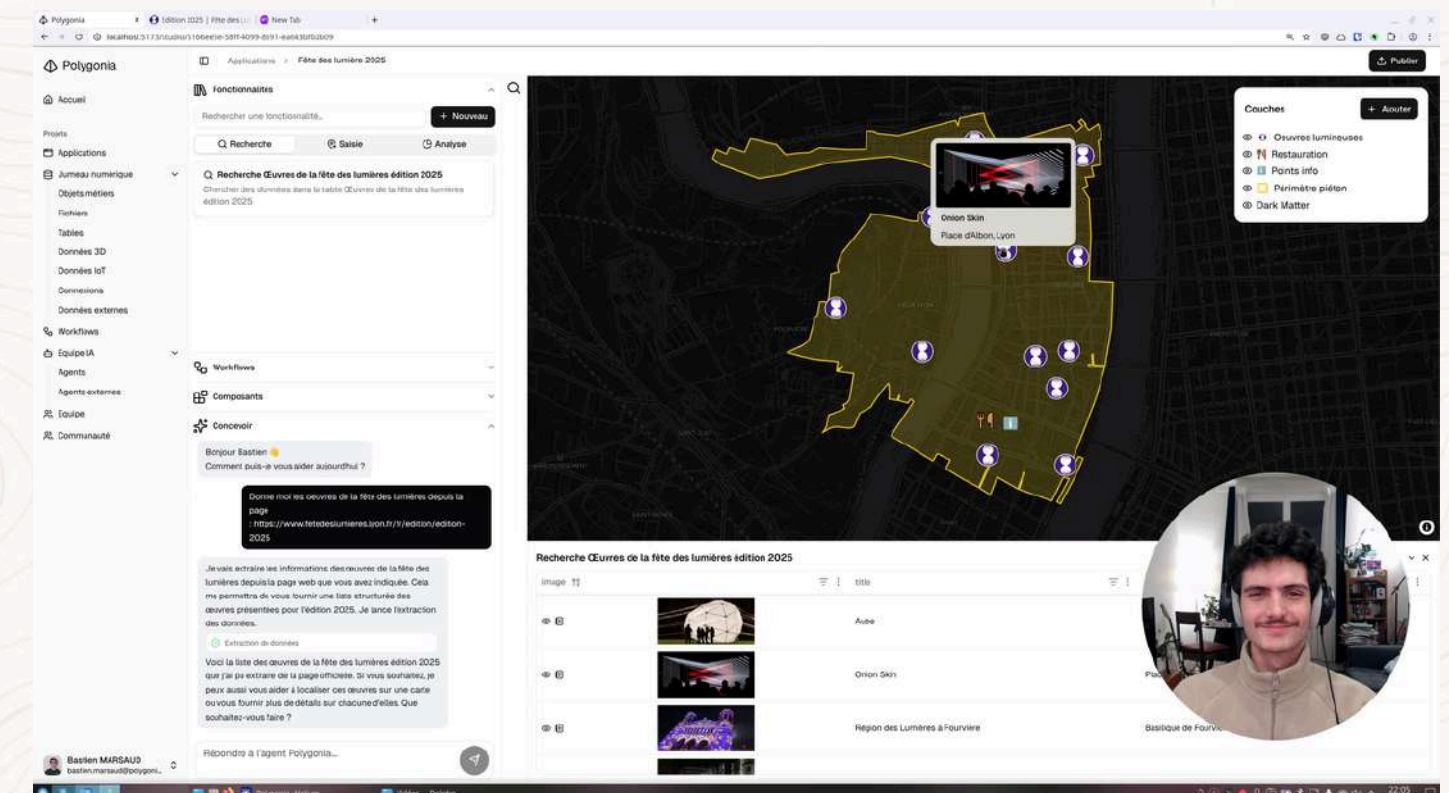 Polygonia
Edition 2025 | Fête des Lu
New Tab
Polygonia
Applications > Fête des lumière 2025
Publier
Accueil
Projets
Applications
Jumeau numérique
Objets métiers
Fichiers
Tables
Données 3D
Données IoT
Connexions
Données externes
Workflows
Equipe IA
Agents
Agents externes
Equipe
Communauté
Bastien MARSAUD
Fonctionnalités
Rechercher une fonctionnalité...
+ Nouveau
Recherche
Saisie
Analyse
Recherche Œuvres de la fête des lumières édition 2025
Chercher des données dans la table Œuvres de la fête des lumières
édition 2025
Workflows
Composants
Concevoir
Bonjour Bastien 👋
Comment puis-je vous aider aujourd'hui ?
Donne moi les oeuvres de la fête des lumières depuis la
page
: https://www.fetedeslumieres.lyon.fr/fr/edition/edition-
2025
Je vais extraire les informations des œuvres de la fête des
lumières depuis la page web que vous avez indiquée. Cela
me permettra de vous fournir une liste structurée des
œuvres présentées pour l'édition 2025. Je lance l'extraction
des données.
Extraction de données
Voici la liste des œuvres de la fête des lumières édition 2025
que j'ai pu extraire de la page officielle. Si vous souhaitez, je
peux aussi vous aider à localiser ces œuvres sur une carte
ou vous fournir plus de détails sur chacune d'elles. Que
souhaitez-vous faire ?
Répondre à l'agent Polygonia...
Onion Skin
Place d'Albon, Lyon
Couches
+ Ajouter
Oeuvres lumineuses
Restauration
Points info
Périmètre piéton
Dark Matter
Recherche Œuvres de la fête des lumières édition 2025
image
title
Aube
Onion Skin
Région des Lumières à Fourvière
Basilique de Fourviè
22:05